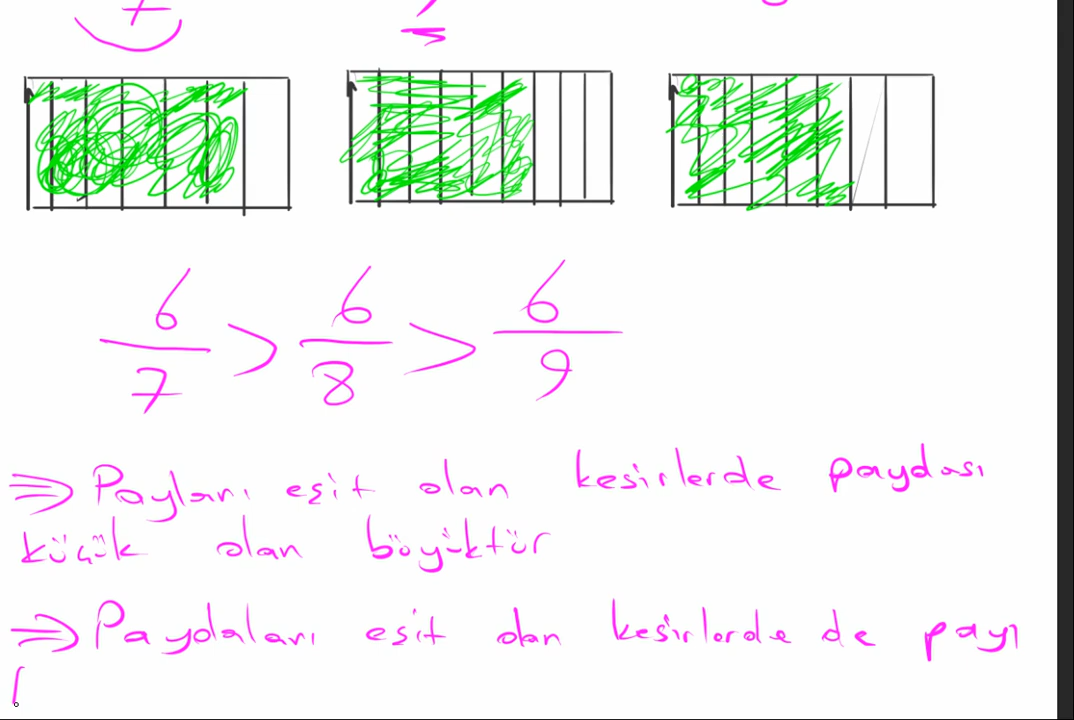 6/7 > 6/8 > 6/9
⇒ Payları eşit olan kesirlerde paydası
küçük olan böyüktür
⇒ Paydaları eşit olan kesirlerde de payı